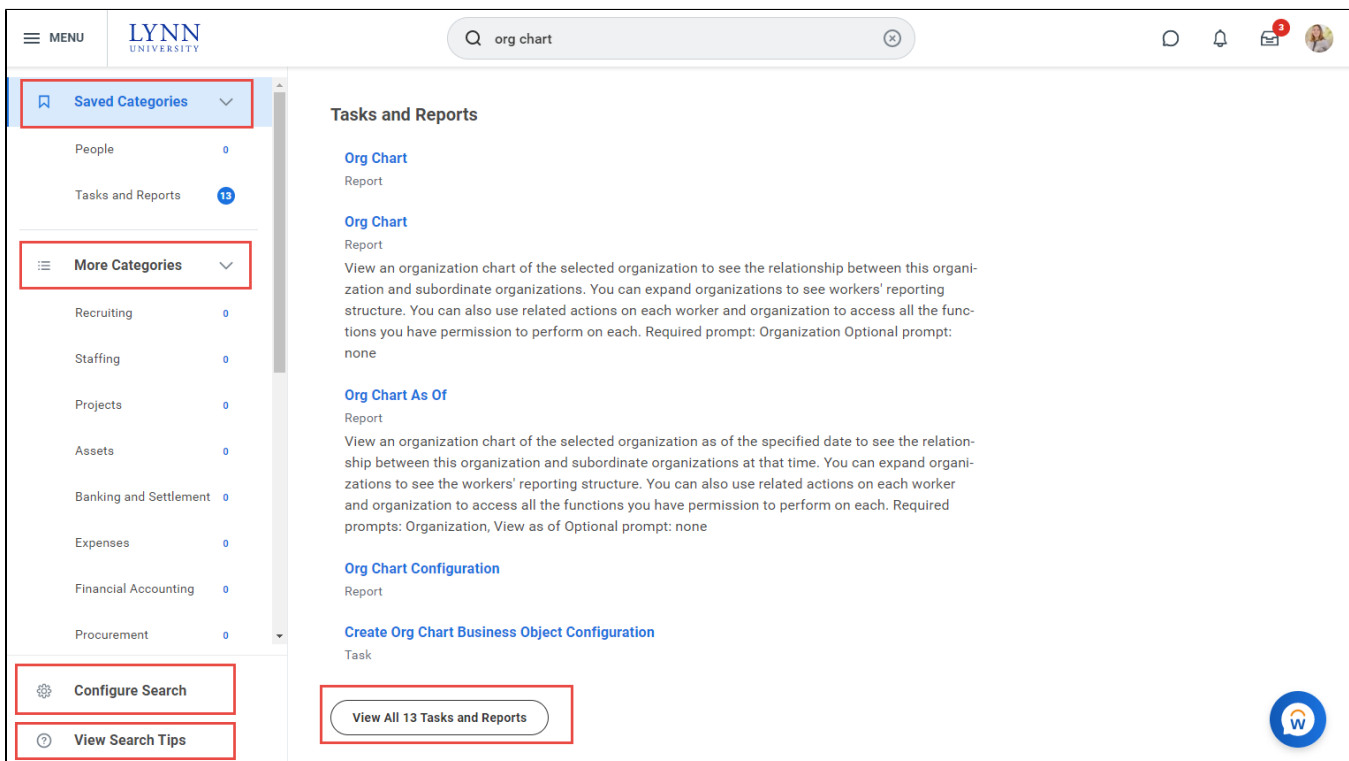 MENU
LYNN
UNIVERSITY
org chart
3
Saved Categories
People 0
Tasks and Reports 13
More Categories
Recruiting 0
Staffing 0
Projects 0
Assets 0
Banking and Settlement 0
Expenses 0
Financial Accounting 0
Procurement 0
Configure Search
View Search Tips
Tasks and Reports
Org Chart
Report
Org Chart
Report
View an organization chart of the selected organization to see the relationship between this organi-
zation and subordinate organizations. You can expand organizations to see workers' reporting
structure. You can also use related actions on each worker and organization to access all the func-
tions you have permission to perform on each. Required prompt: Organization Optional prompt:
none
Org Chart As Of
Report
View an organization chart of the selected organization as of the specified date to see the relation-
ship between this organization and subordinate organizations at that time. You can expand organi-
zations to see the workers' reporting structure. You can also use related actions on each worker
and organization to access all the functions you have permission to perform on each. Required
prompts: Organization, View as of Optional prompt: none
Org Chart Configuration
Report
Create Org Chart Business Object Configuration
Task
View All 13 Tasks and Reports
w